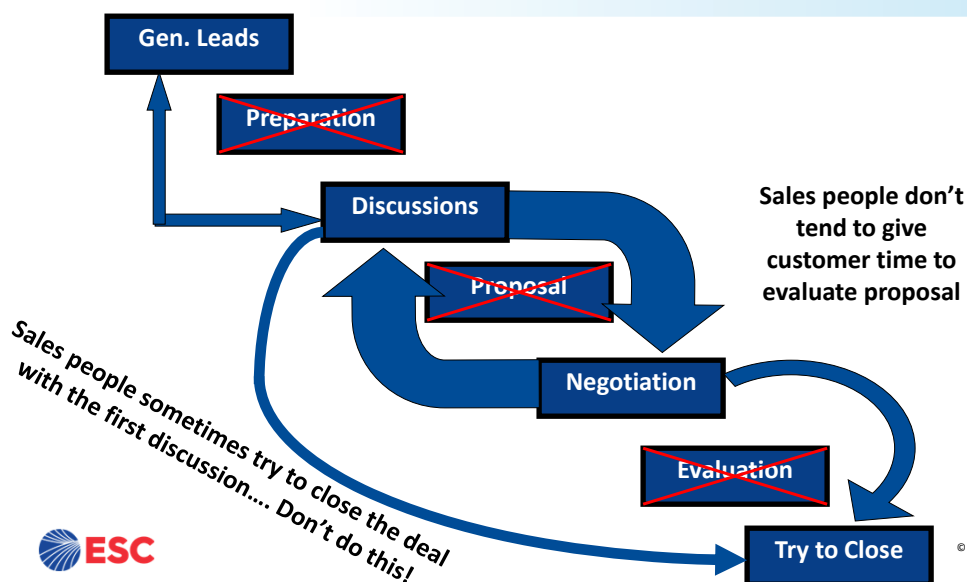 Gen. Leads
Preparation
Discussions
Sales people don’t
tend to give
customer time to
evaluate proposal
Proposal
Negotiation
Sales people sometimes try to close the deal
with the first discussion…. Don’t do this!
Evaluation
Try to Close
ESC
©